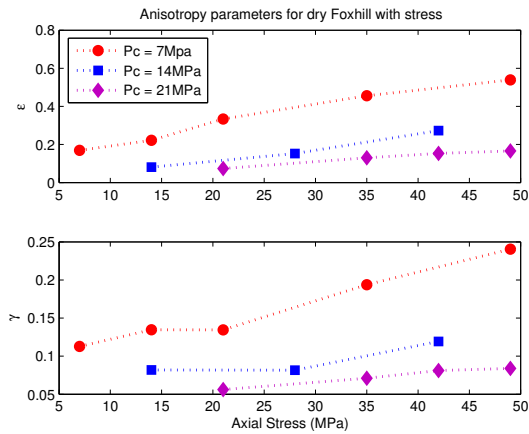 Anisotropy parameters for dry Foxhill with stress
0.8
0.6
0.4
0.2
0
ε
Pc = 7Mpa
Pc = 14MPa
Pc = 21MPa
5 10 15 20 25 30 35 40 45 50
0.25
0.2
0.15
0.1
0.05
γ
5 10 15 20 25 30 35 40 45 50
Axial Stress (MPa)